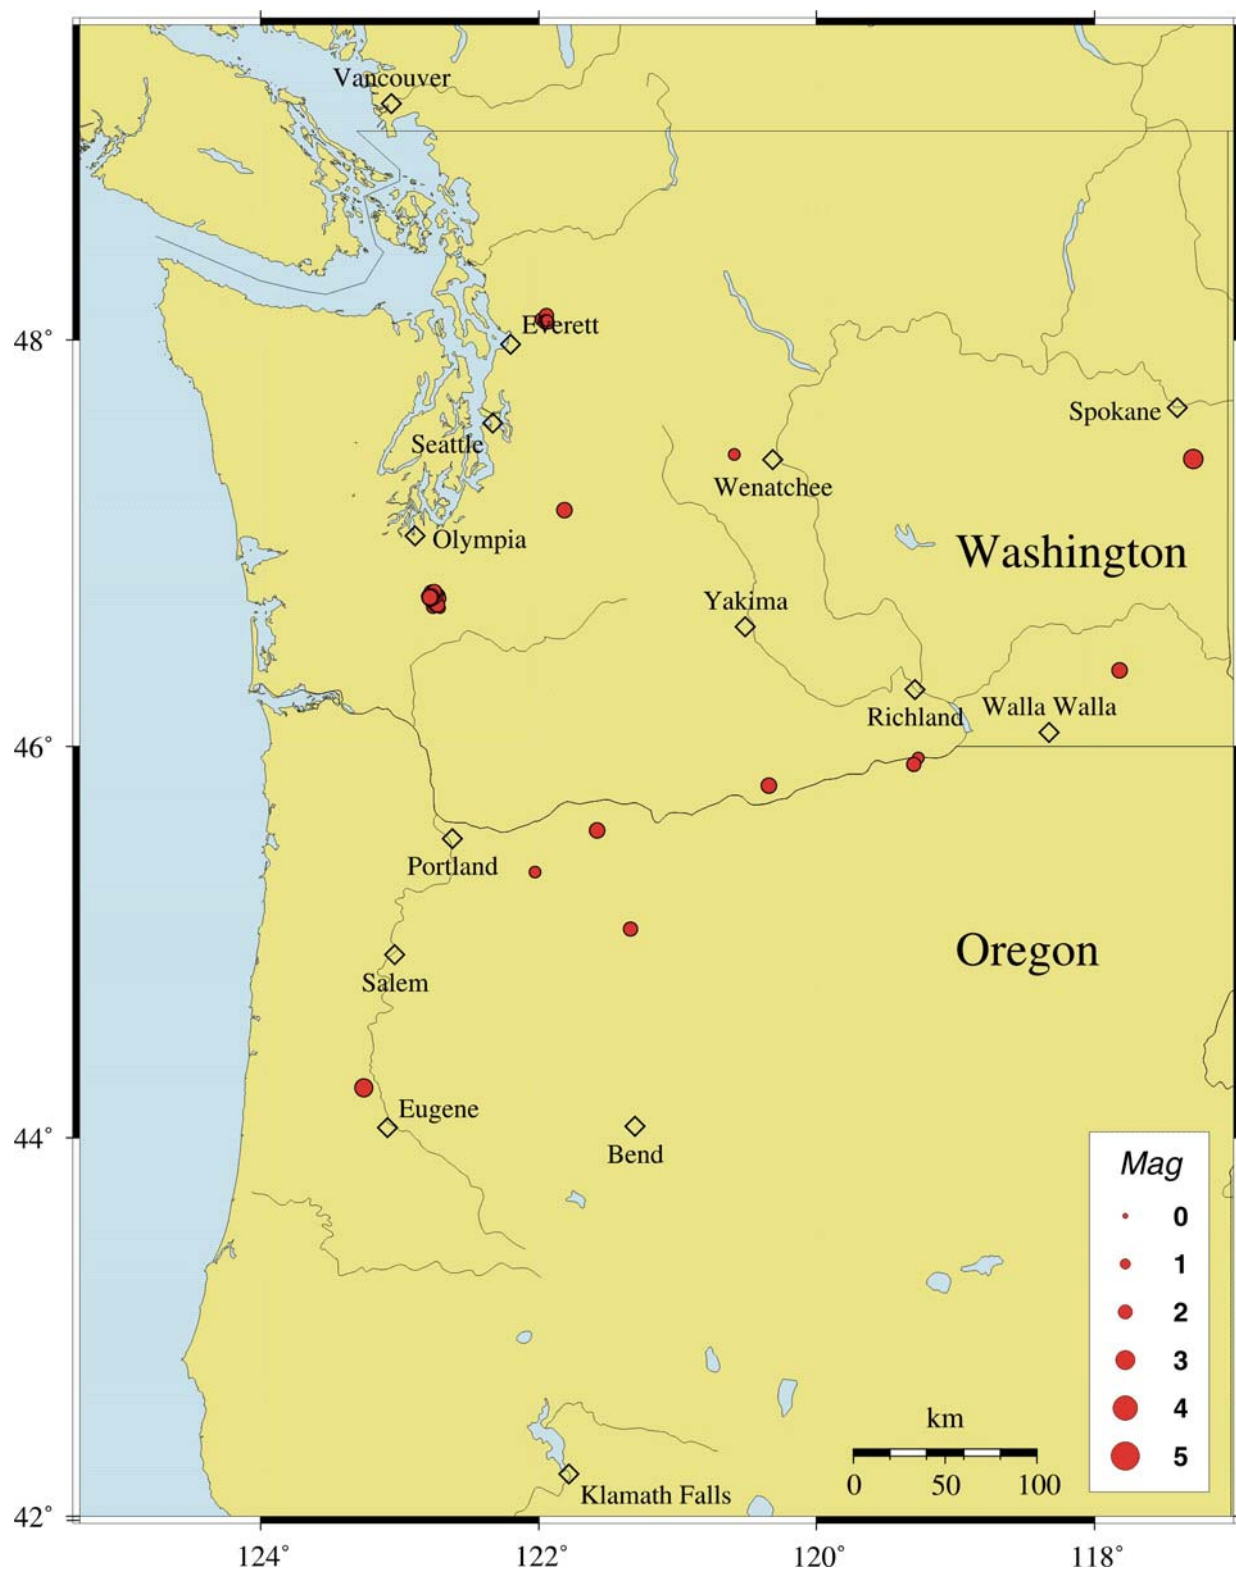 Vancouver
Everett
48°
Spokane
Seattle
Wenatchee
Olympia
Washington
Yakima
Richland
Walla Walla
46°
Portland
Oregon
Salem
Eugene
44°
Bend
Mag
0
1
2
3
4
5
km
0 50 100
Klamath Falls
42°
124° 122° 120° 118°